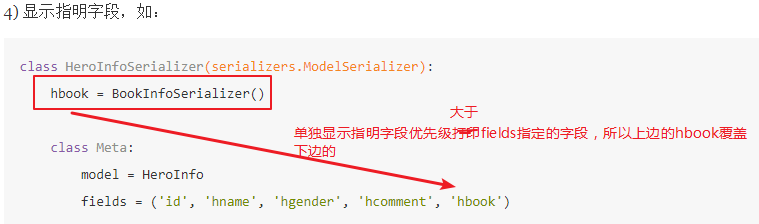 4) 显示指明字段，如：
class HeroInfoSerializer(serializers.ModelSerializer):
hbook = BookInfoSerializer()
大于
单独显示指明字段优先级打印fields指定的字段，所以上边的hbook覆盖
下边的
class Meta:
model = HeroInfo
fields = ('id', 'hname', 'hgender', 'hcomment', 'hbook')